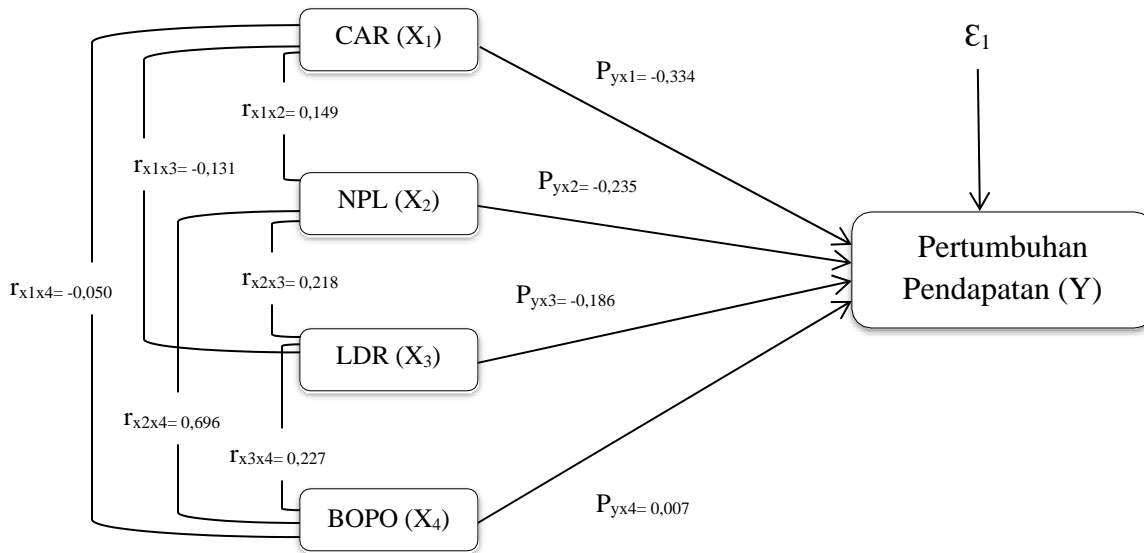 CAR (X1)
Ɛ1
Pyx1= -0,334
rx1x2= 0,149
rx1x3= -0,131
NPL (X2)
Pyx2= -0,235
Pertumbuhan
Pendapatan (Y)
rx2x3= 0,218
rx1x4= -0,050
Pyx3= -0,186
LDR (X3)
rx2x4= 0,696
rx3x4= 0,227
Pyx4= 0,007
BOPO (X4)